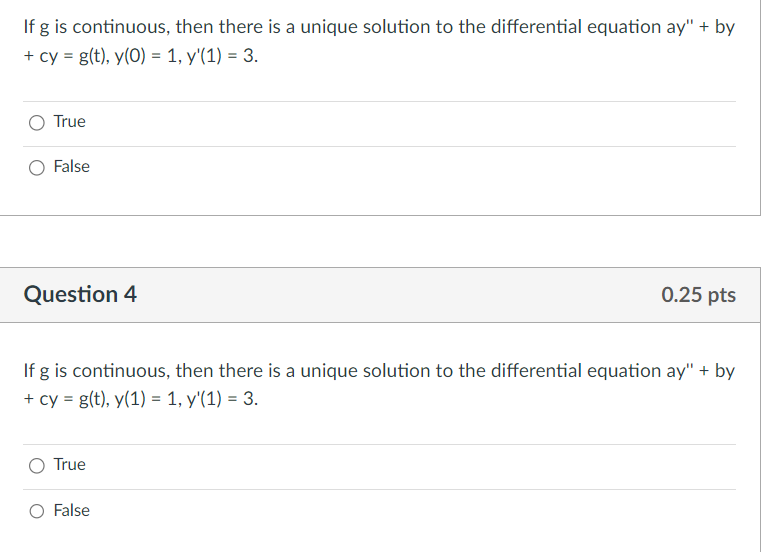 If g is continuous, then there is a unique solution to the differential equation ay" + by
+ cy = g(t), y(0) = 1, y'(1) = 3.
True
False
Question 4
0.25 pts
If g is continuous, then there is a unique solution to the differential equation ay" + by
+ cy = g(t), y(1) = 1, y'(1) = 3.
True
False